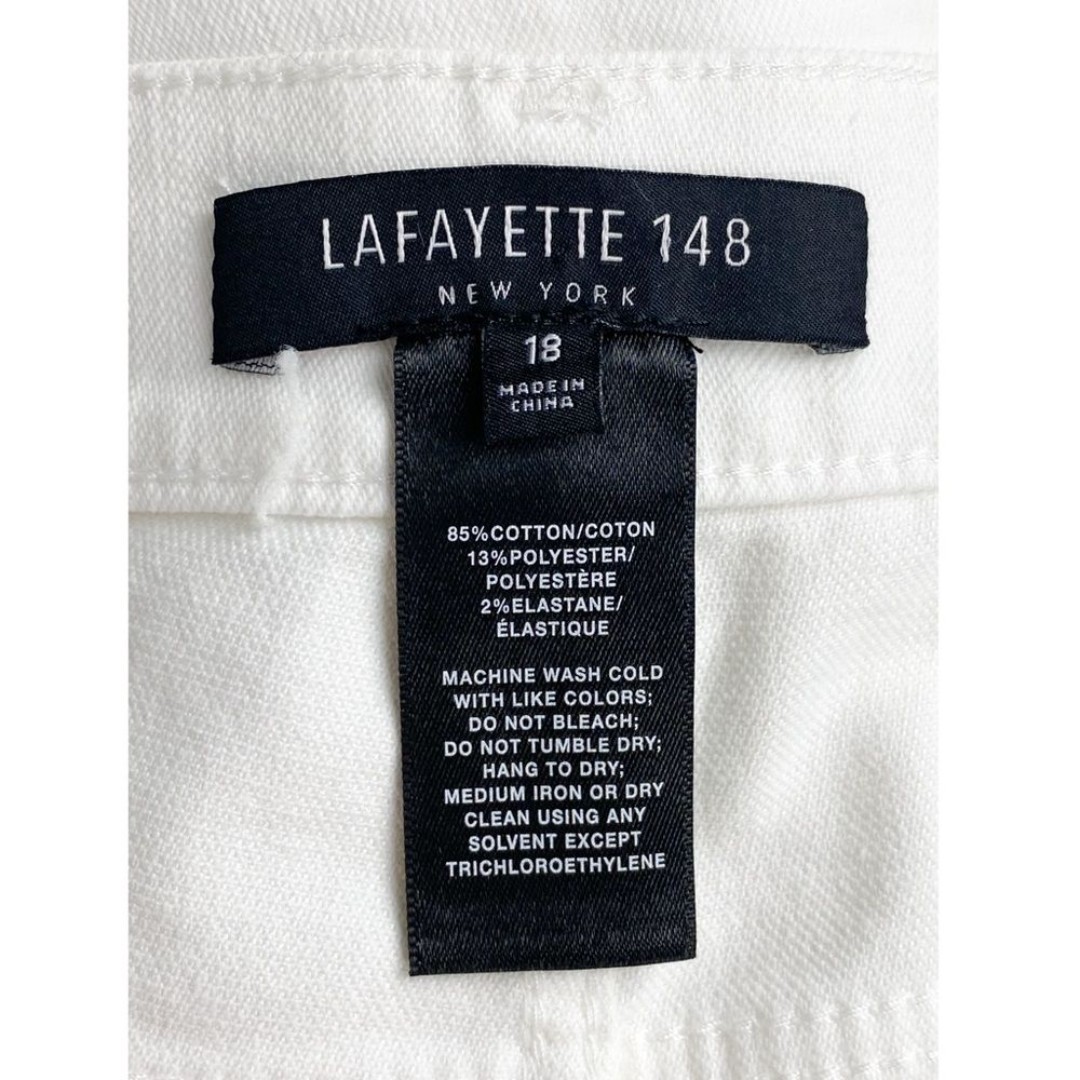 LAFAYETTE 148
NEW YORK
18
MADE IN
CHINA
85%COTTON/COTON
13%POLYESTER/
POLYESTÈRE
2%ELASTANE/
ÉLASTIQUE
MACHINE WASH COLD
WITH LIKE COLORS;
DO NOT BLEACH;
DO NOT TUMBLE DRY;
HANG TO DRY;
MEDIUM IRON OR DRY
CLEAN USING ANY
SOLVENT EXCEPT
TRICHLOROETHYLENE